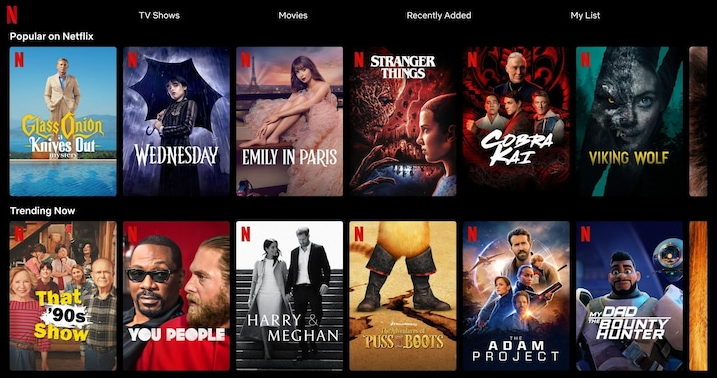 N
TV Shows
Movies
Recently Added
My List
Popular on Netflix
N
Glass Onion
a
Knives Out
mystery
N
WEDNESDAY
N
EMILY IN PARIS
N
STRANGER
THINGS
N
COBRA
KAI
N
VIKING WOLF
Trending Now
N
That
'90s
Show
N
YOU PEOPLE
N
HARRY &
MEGHAN
N
DREAMWORKS
The Adventures of
PUSS and BOOTS
N
THE
ADAM
PROJECT
N
MY DAD
THE BOUNTY
HUNTER